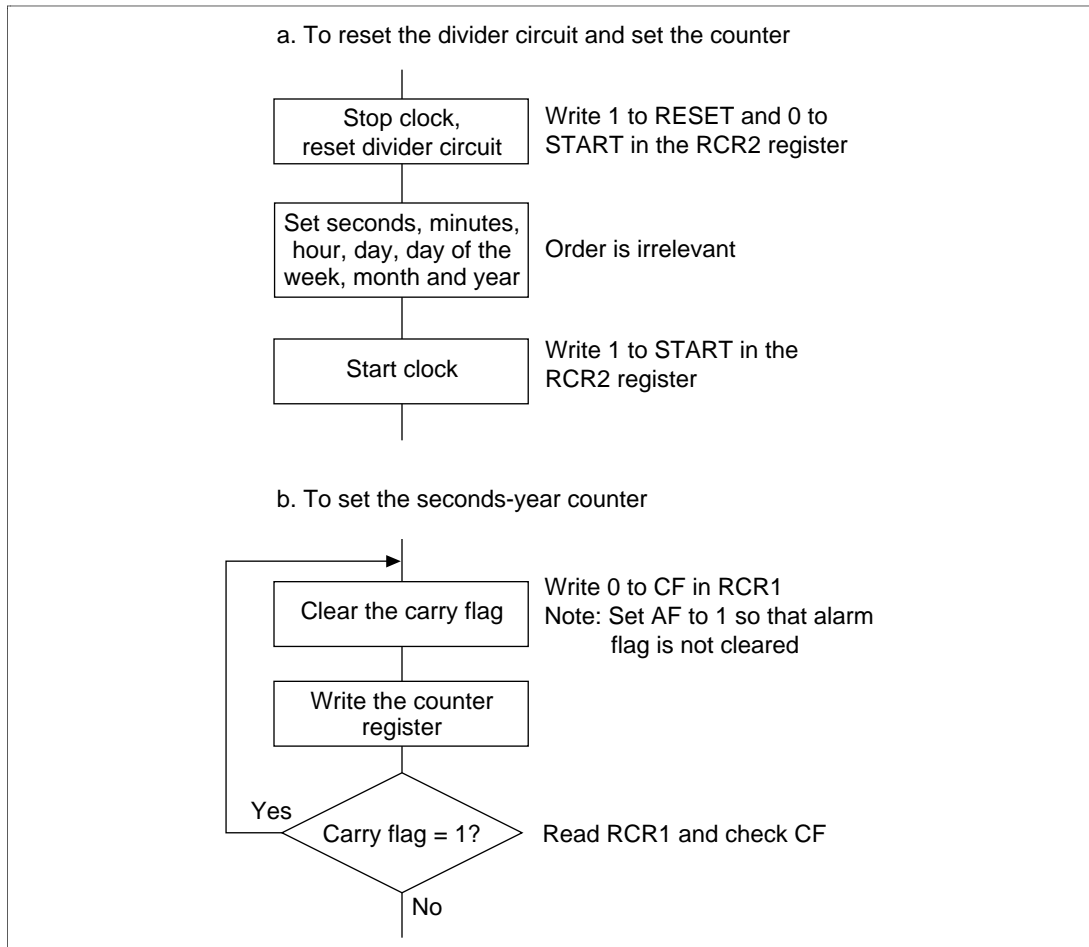 a. To reset the divider circuit and set the counter
Stop clock,
reset divider circuit
Write 1 to RESET and 0 to
START in the RCR2 register
Set seconds, minutes,
hour, day, day of the
week, month and year
Order is irrelevant
Start clock
Write 1 to START in the
RCR2 register
b. To set the seconds-year counter
Clear the carry flag
Write 0 to CF in RCR1
Note: Set AF to 1 so that alarm
flag is not cleared
Write the counter
register
Yes
Carry flag = 1?
Read RCR1 and check CF
No